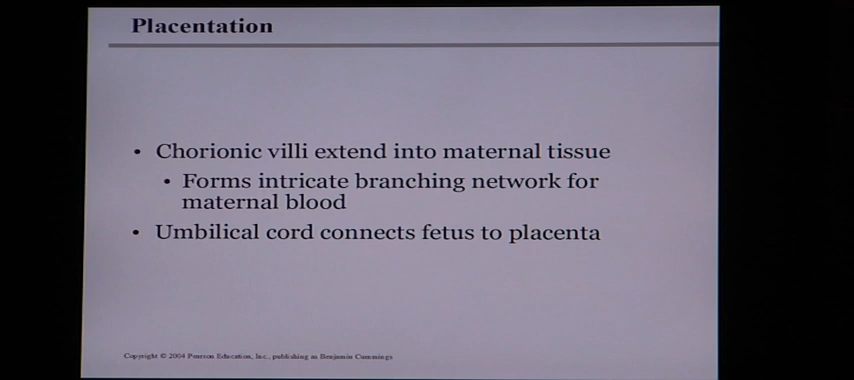 Placentation
• Chorionic villi extend into maternal tissue
• Forms intricate branching network for
maternal blood
• Umbilical cord connects fetus to placenta
Copyright © 2004 Pearson Education, Inc., publishing as Benjamin Cummings